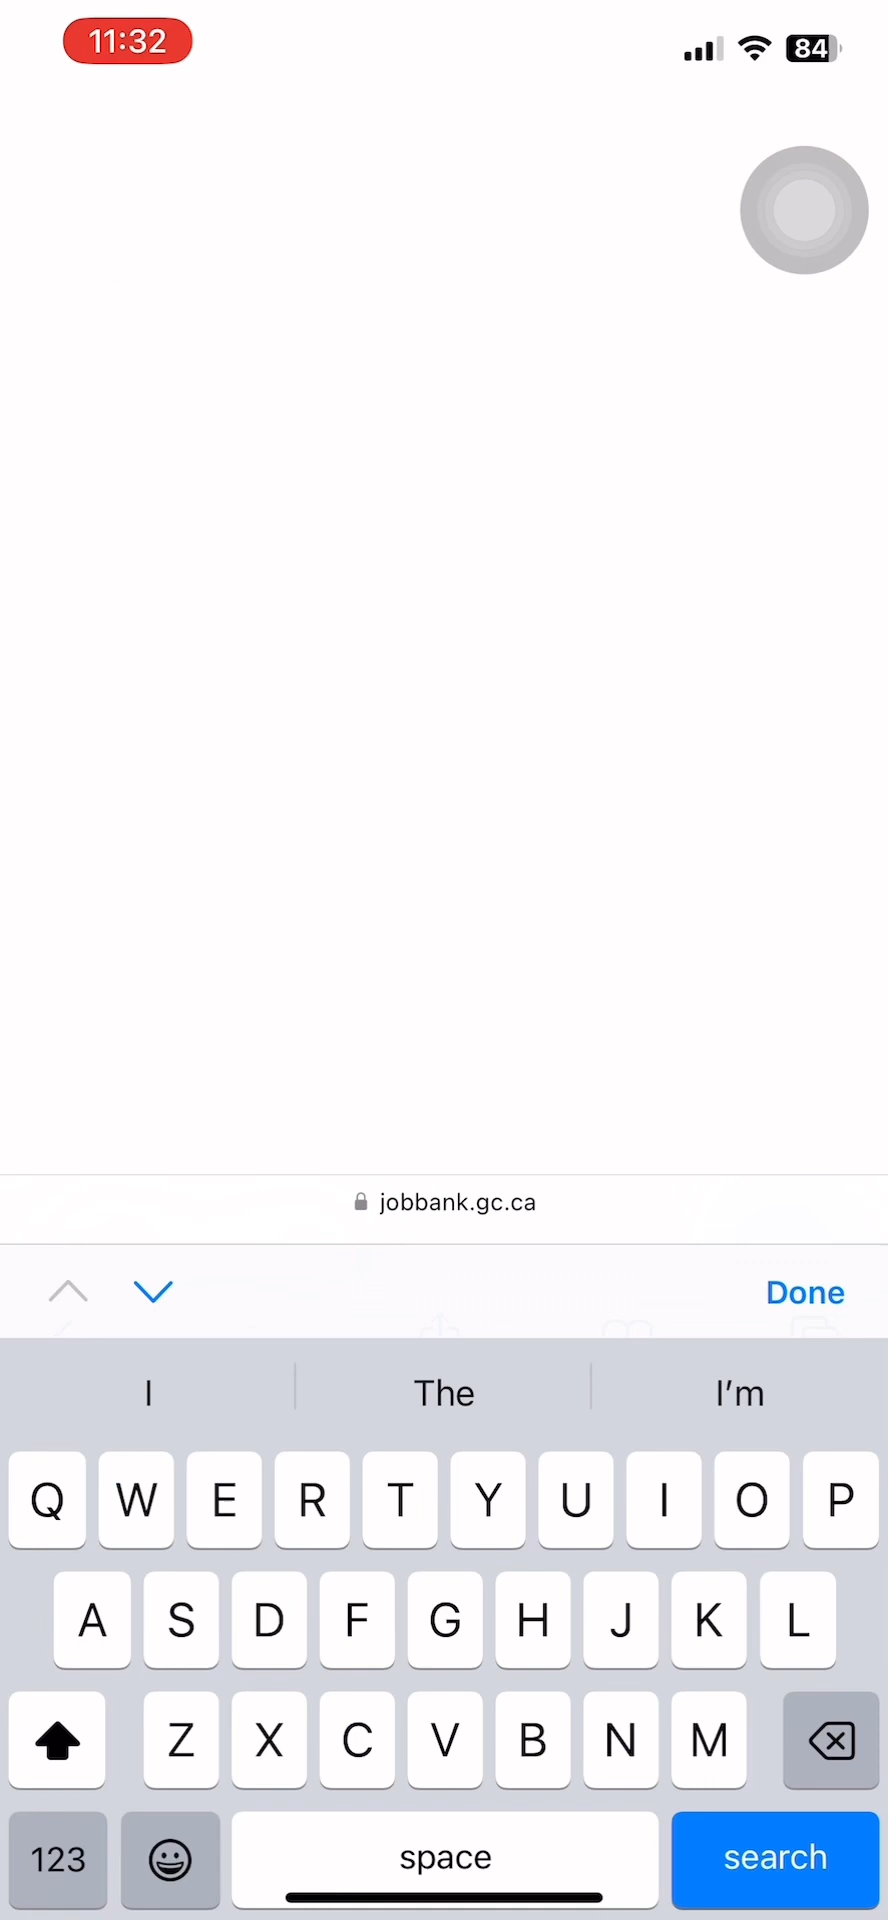 11:32
84
jobbank.gc.ca
Done
I The I'm
Q W E R T Y U I O P
A S D F G H J K L
Z X C V B N M
123 space search